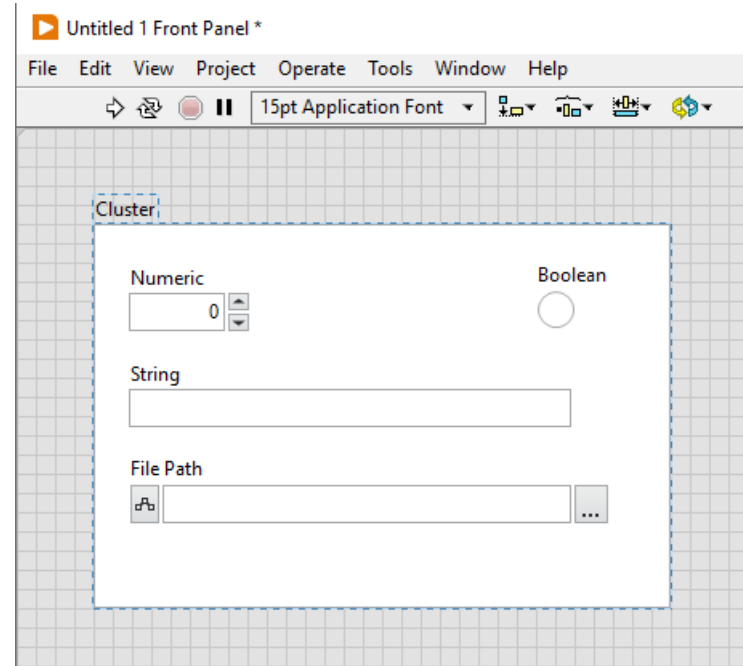 Untitled 1 Front Panel *
File Edit View Project Operate Tools Window Help
15pt Application Font
Cluster
Numeric
Boolean
0
String
File Path
...